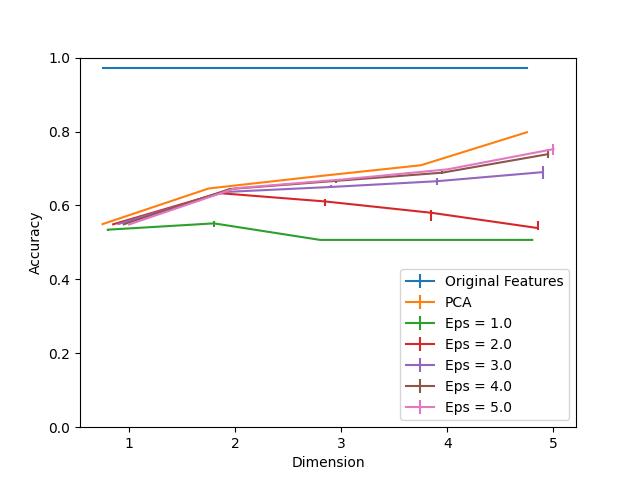 1.0
0.8
0.6
0.4
0.2
0.0
Accuracy
Original Features
PCA
Eps = 1.0
Eps = 2.0
Eps = 3.0
Eps = 4.0
Eps = 5.0
1 2 3 4 5
Dimension